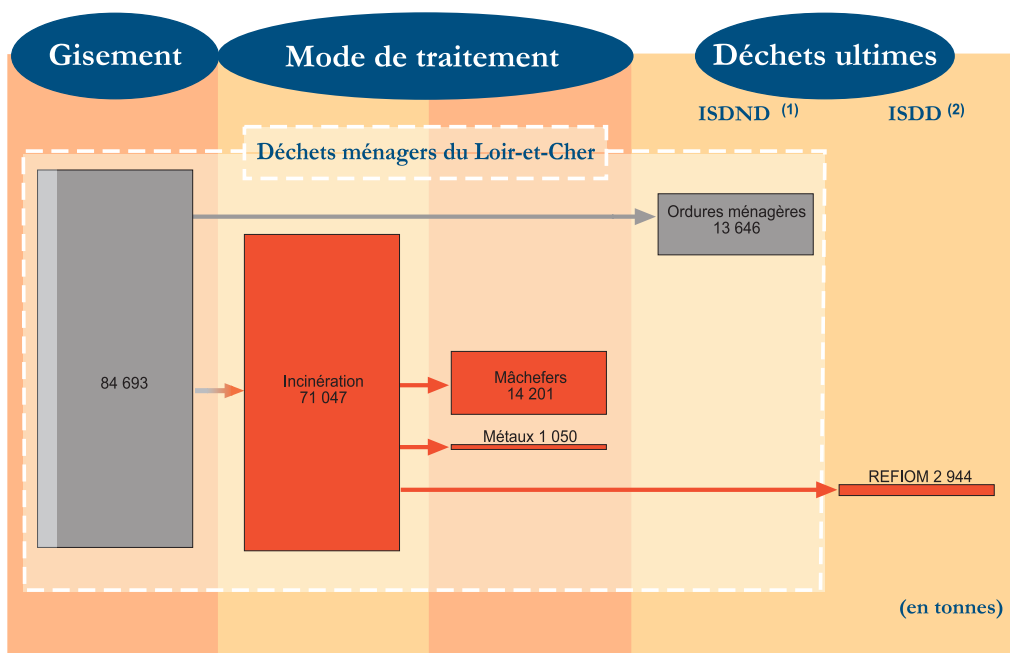 Gisement
Mode de traitement
Déchets ultimes
ISDND (1)
ISDD (2)
Déchets ménagers du Loir-et-Cher
Ordures ménagères
13 646
84 693
Incinération
71 047
Mâchefers
14 201
Métaux 1 050
REFIOM 2 944
(en tonnes)